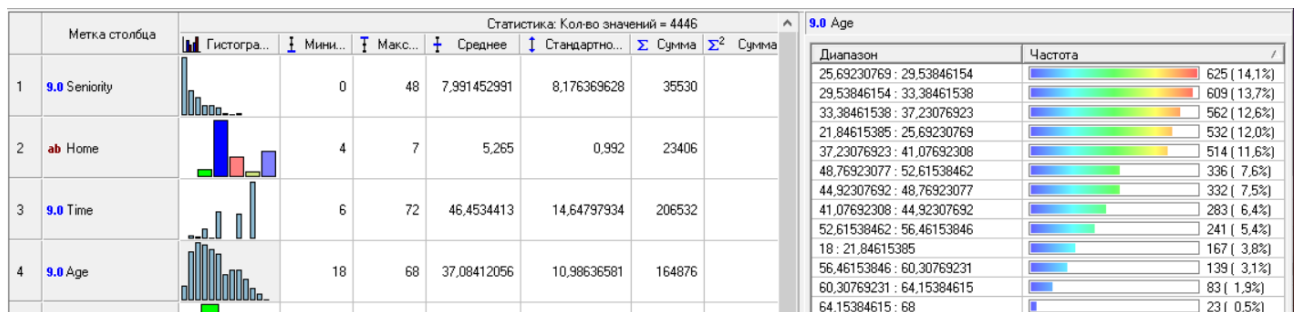 Метка столбца
Статистика: Кол-во значений = 4446
Гистогра... Мини... Макс... Среднее Стандартно... Σ Сумма Σ² Сумма
1 9.0 Seniority 0 48 7,991452991 8,176369628 35530
2 ab Home 4 7 5,265 0,992 23406
3 9.0 Time 6 72 46,4534413 14,64797934 206532
4 9.0 Age 18 68 37,08412056 10,98636581 164876
9.0 Age
Диапазон Частота /
25,69230769 : 29,53846154 625 ( 14,1%)
29,53846154 : 33,38461538 609 ( 13,7%)
33,38461538 : 37,23076923 562 ( 12,6%)
21,84615385 : 25,69230769 532 ( 12,0%)
37,23076923 : 41,07692308 514 ( 11,6%)
48,76923077 : 52,61538462 336 ( 7,6%)
44,92307692 : 48,76923077 332 ( 7,5%)
41,07692308 : 44,92307692 283 ( 6,4%)
52,61538462 : 56,46153846 241 ( 5,4%)
18 : 21,84615385 167 ( 3,8%)
56,46153846 : 60,30769231 139 ( 3,1%)
60,30769231 : 64,15384615 83 ( 1,9%)
64,15384615 : 68 23 ( 0,5%)